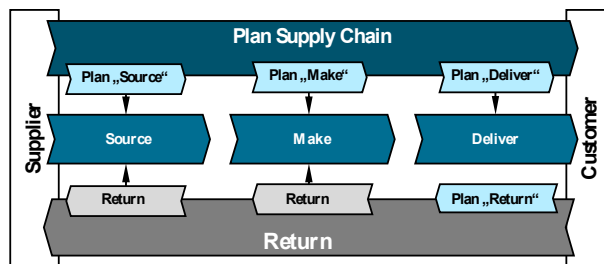 Plan Supply Chain
Plan „Source“
Plan „Make“
Plan „Deliver“
Supplier
Source
Make
Deliver
Customer
Return
Return
Plan „Return“
Return